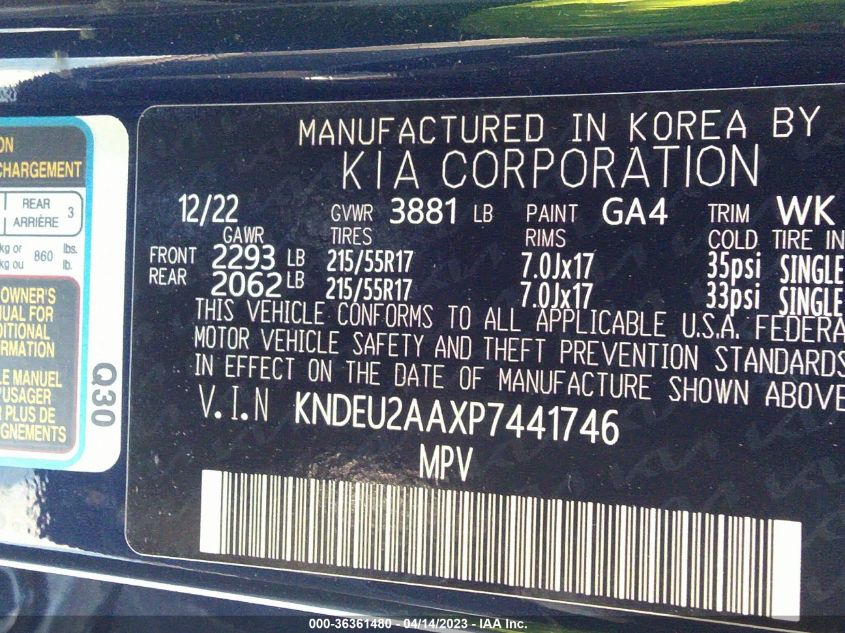 MANUFACTURED IN KOREA BY
KIA CORPORATION
12/22 GVWR 3881 LB PAINT GA4 TRIM WK
GAWR TIRES RIMS COLD TIRE IN
FRONT 2293 LB 215/55R17 7.0Jx17 35psi SINGLE
REAR 2062 LB 215/55R17 7.0Jx17 33psi SINGLE
THIS VEHICLE CONFORMS TO ALL APPLICABLE U.S.A. FEDERA
MOTOR VEHICLE SAFETY AND THEFT PREVENTION STANDARDS
IN EFFECT ON THE DATE OF MANUFACTURE SHOWN ABOVE
V.I.N KNDEU2AAXP7441746
MPV
ON
CHARGEMENT
REAR 3
ARRIÈRE
kg or 860 lbs.
kg ou lb.
OWNER'S
UAL FOR
DITIONAL
RMATION
LE MANUEL
'USAGER
R PLUS DE
GNEMENTS
Q30
000-36361480 - 04/14/2023 - IAA Inc.